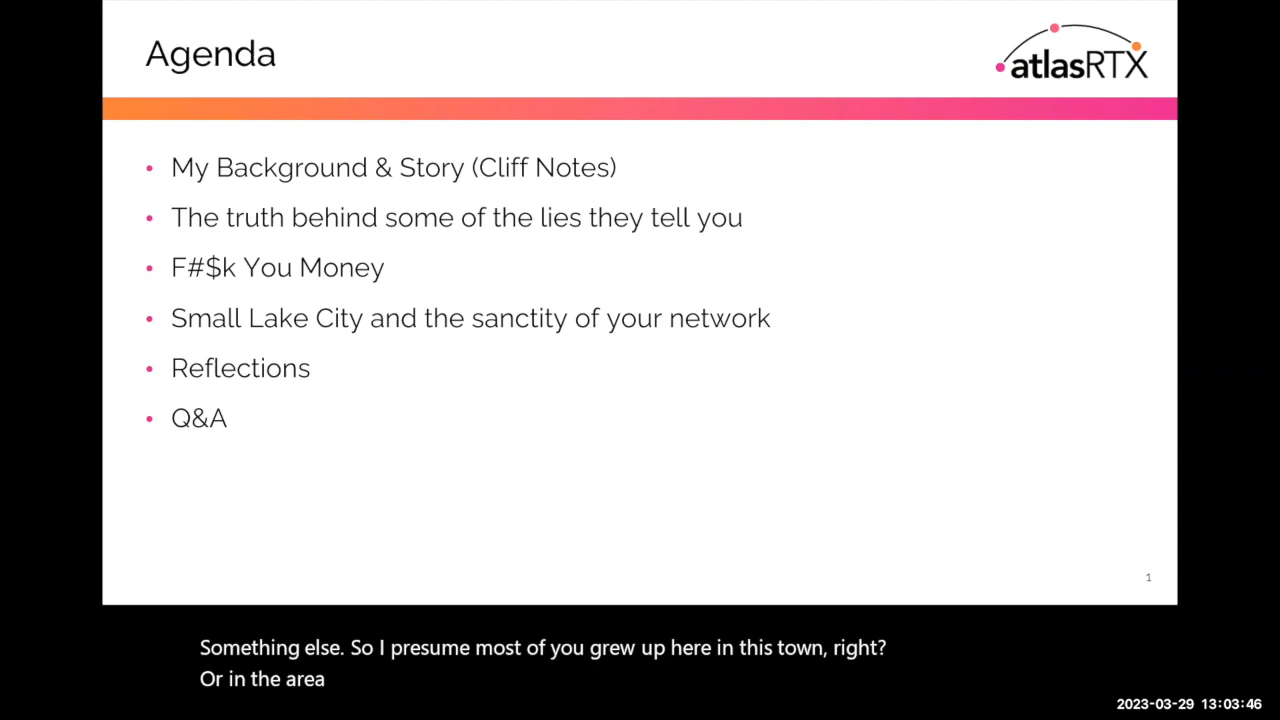 Agenda
atlasRTX
• My Background & Story (Cliff Notes)
• The truth behind some of the lies they tell you
• F#$k You Money
• Small Lake City and the sanctity of your network
• Reflections
• Q&A
1
Something else. So I presume most of you grew up here in this town, right?
Or in the area
2023-03-29 13:03:46